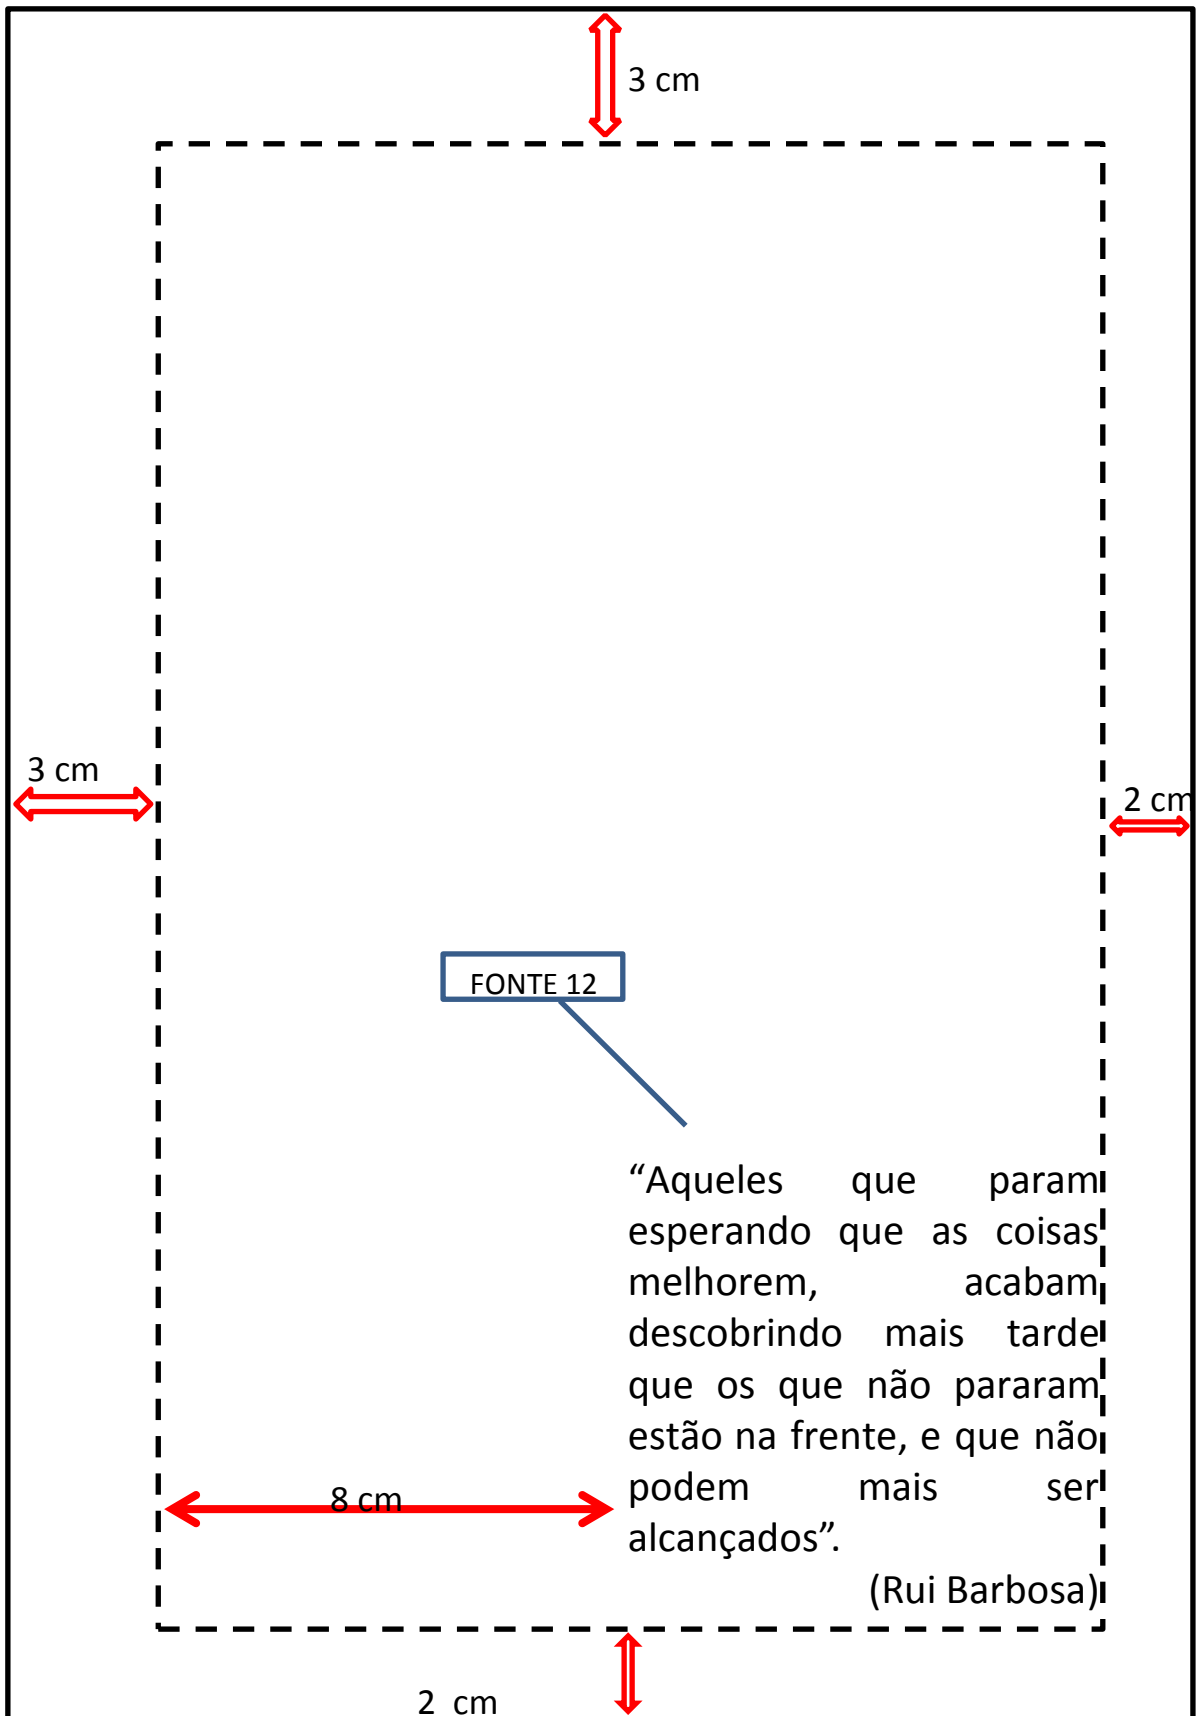 3 cm
3 cm
2 cm
FONTE 12
“Aqueles que param
esperando que as coisas
melhorem, acabam
descobrindo mais tarde
que os que não pararam
estão na frente, e que não
podem mais ser
alcançados”.
8 cm
(Rui Barbosa)
2 cm